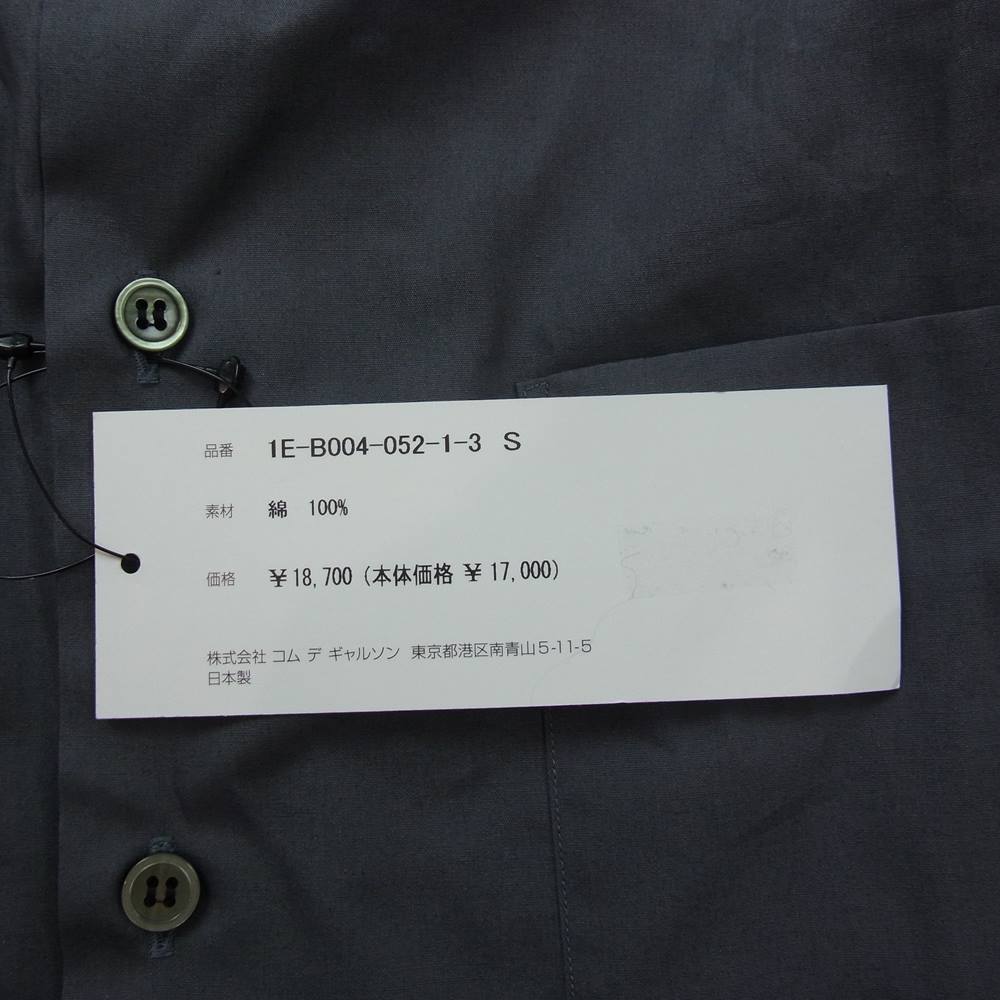 品番 1E-B004-052-1-3 S
素材 綿 100%
価格 ¥18,700 (本体価格 ¥17,000)
株式会社 コム デ ギャルソン 東京都港区南青山5-11-5
日本製